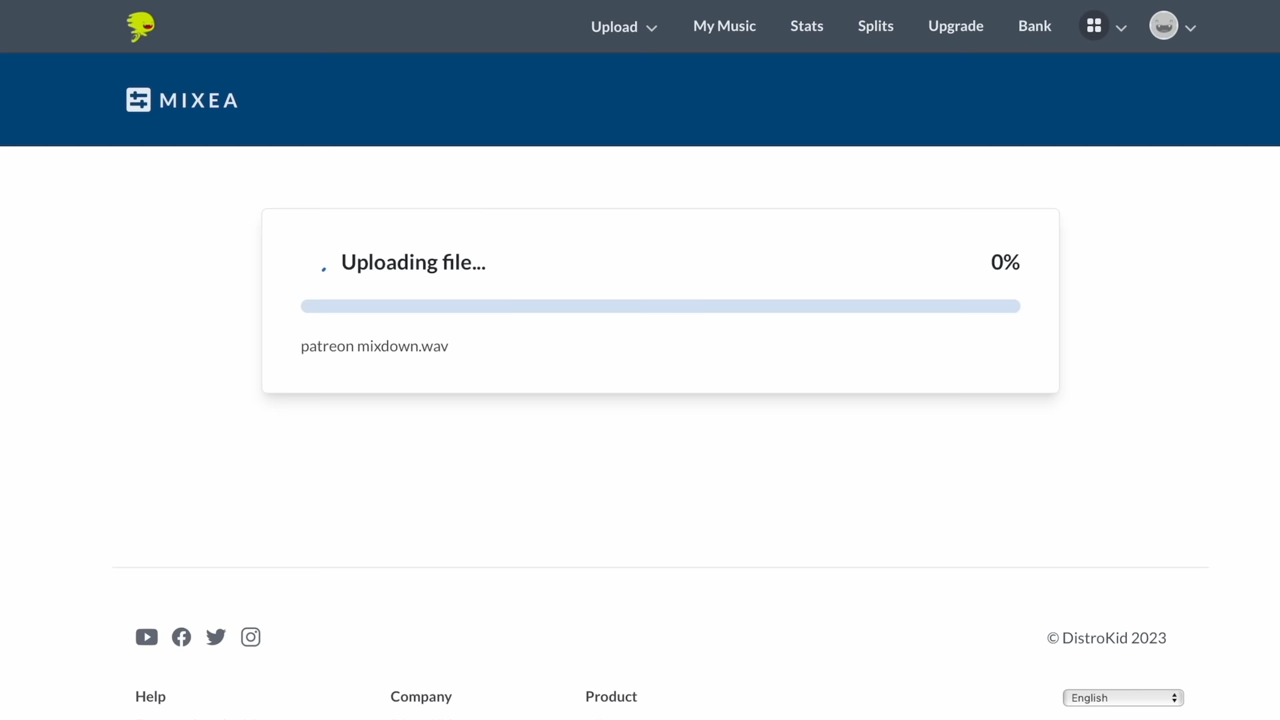 Upload My Music Stats Splits Upgrade Bank
MIXEA
Uploading file... 0%
patreon mixdown.wav
© DistroKid 2023
Help Company Product English